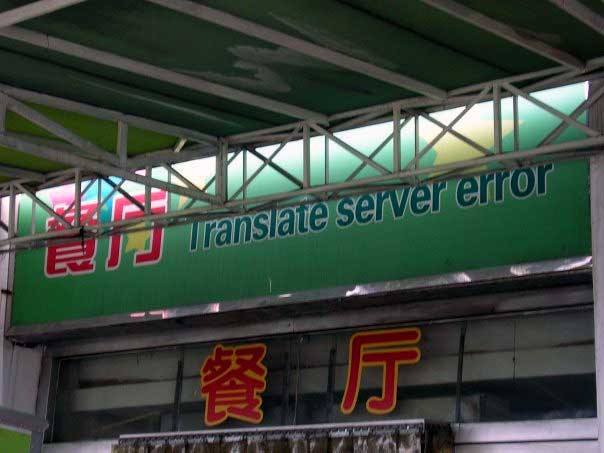 餐厅 Translate server error
餐厅